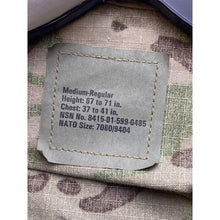 Medium-Regular
Height: 67 to 71 in.
Chest: 37 to 41 in.
NSN No. 8415-01-599-0485
NATO Size: 7080/9404